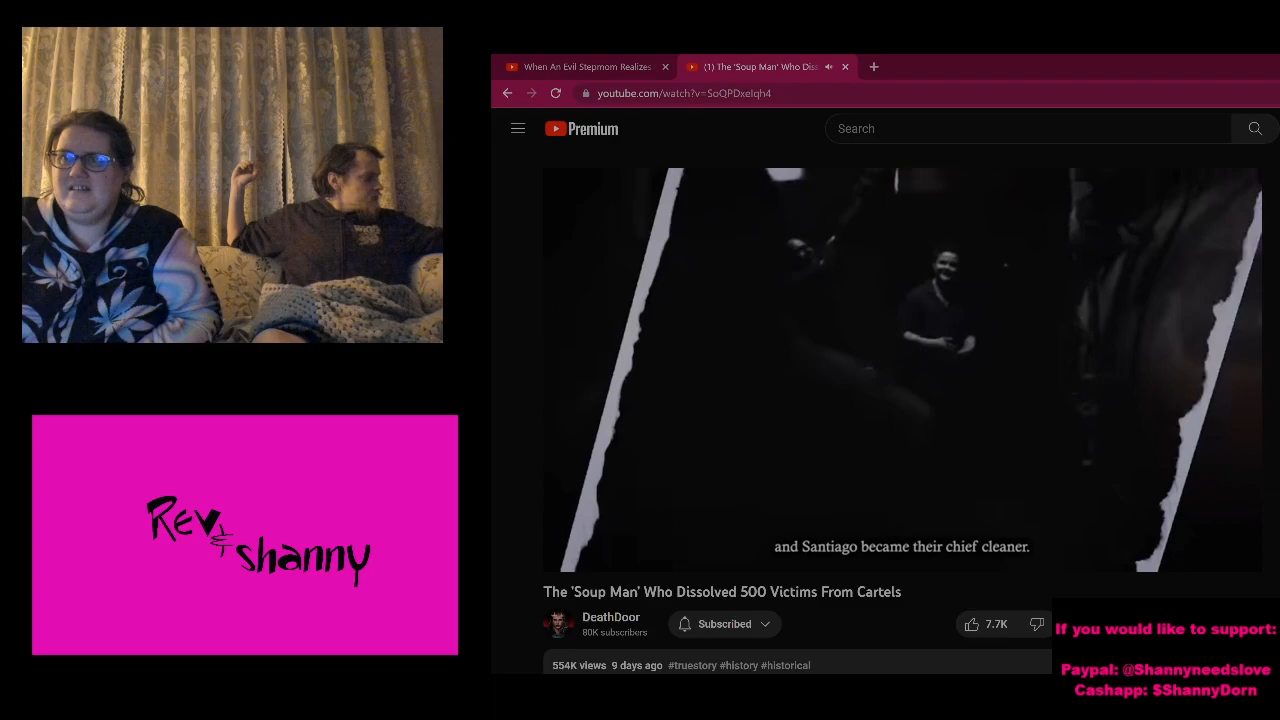 When An Evil Stepmom Realizes
(1) The 'Soup Man' Who Diss
youtube.com/watch?v=SoQPDxeIqh4
Premium
Search
and Santiago became their chief cleaner.
Rev
&
Shanny
The 'Soup Man' Who Dissolved 500 Victims From Cartels
DeathDoor
80K subscribers
Subscribed
7.7K
554K views 9 days ago #truestory #history #historical
If you would like to support:
Paypal: @Shannyneedslove
Cashapp: $ShannyDorn